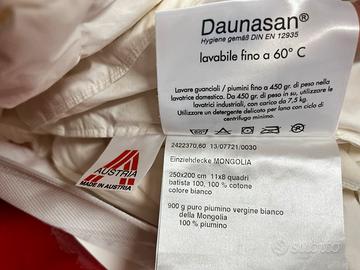 Daunasan®
Hygiene gemäß DIN EN 12935
lavabile fino a 60° C
Lavare guanciali / piumini fino a 450 gr. di peso nella
lavatrice domestica. Da 450 gr. di peso in su, utilizzare le
lavatrici industriali, con carico da 7,5 kg.
Utilizzare un detergente delicato per lana con ciclo di
centrifuga minimo.
2422370,60 13/07721/0030
Einziehdecke MONGOLIA
250x200 cm 11x8 quadri
batista 100, 100% cotone
colore bianco
900 g puro piumino vergine bianco
della Mongolia
100 % piumino
A
MADE IN AUSTRIA
subito